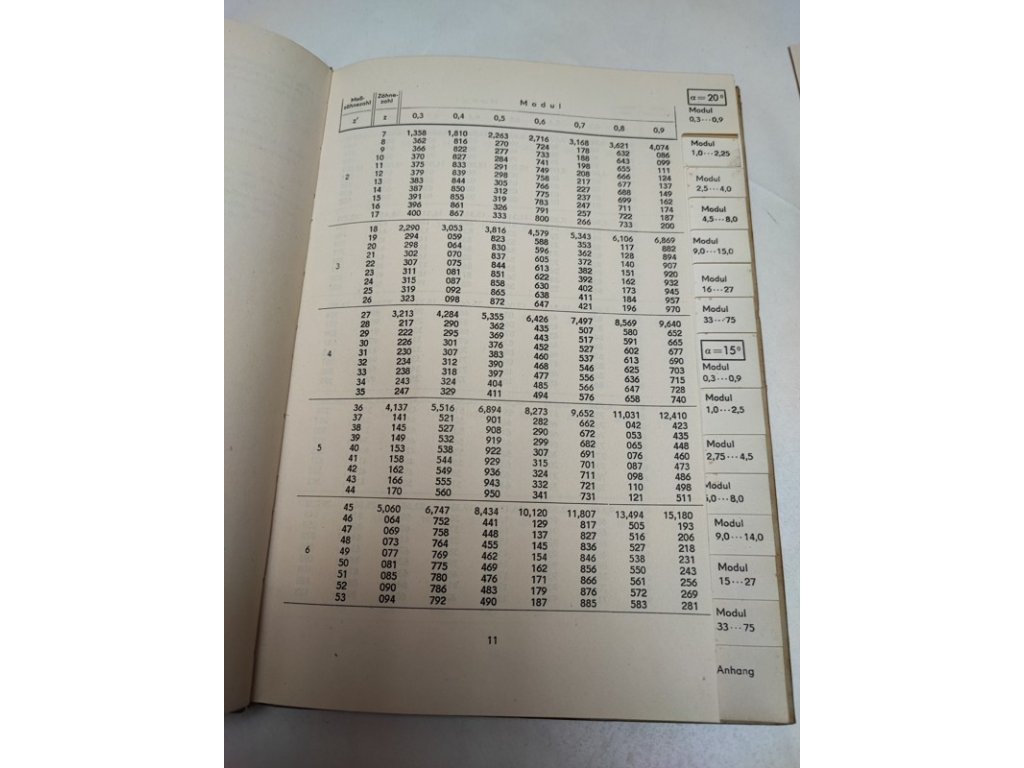 Meß-zähnezahl Zähne-zahl Modul
z' z 0,3 0,4 0,5 0,6 0,7 0,8 0,9
7 1,358 1,810 2,263 2,716 3,168 3,621 4,074
8 362 816 270 724 178 632 086
9 366 822 277 733 188 643 099
10 370 827 284 741 198 655 111
11 375 833 291 749 208 666 124
2 12 379 839 298 758 217 677 137
13 383 844 305 766 227 688 149
14 387 850 312 775 237 699 162
15 391 855 319 783 247 711 174
16 396 861 326 791 257 722 187
17 400 867 333 800 266 733 200
18 2,290 3,053 3,816 4,579 5,343 6,106 6,869
19 294 059 823 588 353 117 882
20 298 064 830 596 362 128 894
21 302 070 837 605 372 140 907
3 22 307 075 844 613 382 151 920
23 311 081 851 622 392 162 932
24 315 087 858 630 402 173 945
25 319 092 865 638 411 184 957
26 323 098 872 647 421 196 970
27 3,213 4,284 5,355 6,426 7,497 8,569 9,640
28 217 290 362 435 507 580 652
29 222 295 369 443 517 591 665
30 226 301 376 452 527 602 677
4 31 230 307 383 460 537 613 690
32 234 312 390 468 546 625 703
33 238 318 397 477 556 636 715
34 243 324 404 485 566 647 728
35 247 329 411 494 576 658 740
36 4,137 5,516 6,894 8,273 9,652 11,031 12,410
37 141 521 901 282 662 042 423
38 145 527 908 290 672 053 435
39 149 532 919 299 682 065 448
5 40 153 538 922 307 691 076 460
41 158 544 929 315 701 087 473
42 162 549 936 324 711 098 486
43 166 555 943 332 721 110 498
44 170 560 950 341 731 121 511
45 5,060 6,747 8,434 10,120 11,807 13,494 15,180
46 064 752 441 129 817 505 193
47 069 758 448 137 827 516 206
48 073 764 455 145 836 527 218
6 49 077 769 462 154 846 538 231
50 081 775 469 162 856 550 243
51 085 780 476 171 866 561 256
52 090 786 483 179 876 572 269
53 094 792 490 187 885 583 281
11
α = 20°
Modul
0,3···0,9
Modul
1,0···2,25
Modul
2,5···4,0
Modul
4,5···8,0
Modul
9,0···15,0
Modul
16···27
Modul
33···75
α = 15°
Modul
0,3···0,9
Modul
1,0···2,5
Modul
2,75···4,5
Modul
···8,0
Modul
9,0···14,0
Modul
15···27
Modul
33···75
Anhang